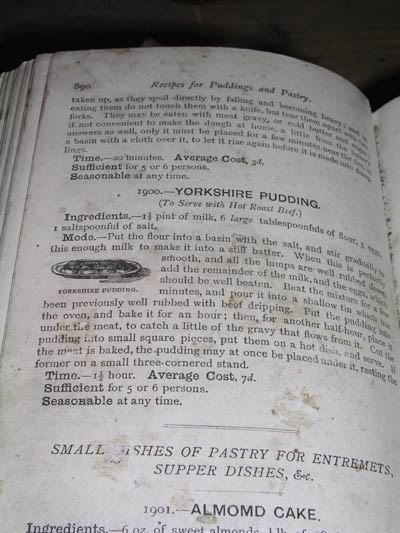 890 Recipes for Puddings and Pastry.
taken up, as they spoil directly by falling and becoming heavy; and in
eating them do not touch them with a knife, but tear them apart with two
forks. They may be eaten with meat gravy, or cold butter and sugar, and
if not convenient to make the dough at home, a little from the baker's
answers as well, only it must be placed for a few minutes near the fire, in
a basin with a cloth over it, to let it rise again before it is made into dump-
lings.
Time.—20 minutes. Average Cost, 3d.
Sufficient for 5 or 6 persons.
Seasonable at any time.
1900.—YORKSHIRE PUDDING.
(To Serve with Hot Roast Beef.)
Ingredients.—1½ pint of milk, 6 large tablespoonfuls of flour, 3 eggs,
1 saltspoonful of salt.
Mode.—Put the flour into a basin with the salt, and stir gradually to
this enough milk to make it into a stiff batter. When this is perfectly
smooth, and all the lumps are well rubbed down,
add the remainder of the milk, and the eggs, which
should be well beaten. Beat the mixture for a few
YORKSHIRE PUDDING.
minutes, and pour it into a shallow tin which has
been previously well rubbed with beef dripping. Put the pudding into
the oven, and bake it for an hour; then, for another half-hour, place it
under the meat, to catch a little of the gravy that flows from it. Cut the
pudding into small square pieces, put them on a hot dish, and serve. If
the meat is baked, the pudding may at once be placed under it, resting the
former on a small three-cornered stand.
Time.—1½ hour. Average Cost, 7d.
Sufficient for 5 or 6 persons.
Seasonable at any time.
SMALL DISHES OF PASTRY FOR ENTREMETS,
SUPPER DISHES, &c.
1901.—ALMOMD CAKE.
Ingredients.—6 oz. of sweet almonds, lb. of